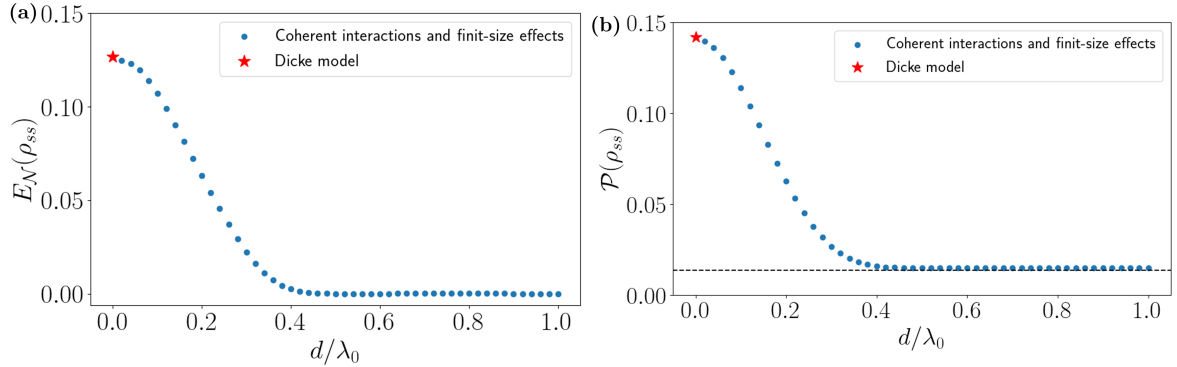 (a)
0.15
0.10
0.05
0.00
E_𝒩(ρ_ss)
Coherent interactions and finit-size effects
Dicke model
0.0 0.2 0.4 0.6 0.8 1.0
d/λ_0
(b)
0.15
0.10
0.05
0.00
𝒫(ρ_ss)
Coherent interactions and finit-size effects
Dicke model
0.0 0.2 0.4 0.6 0.8 1.0
d/λ_0